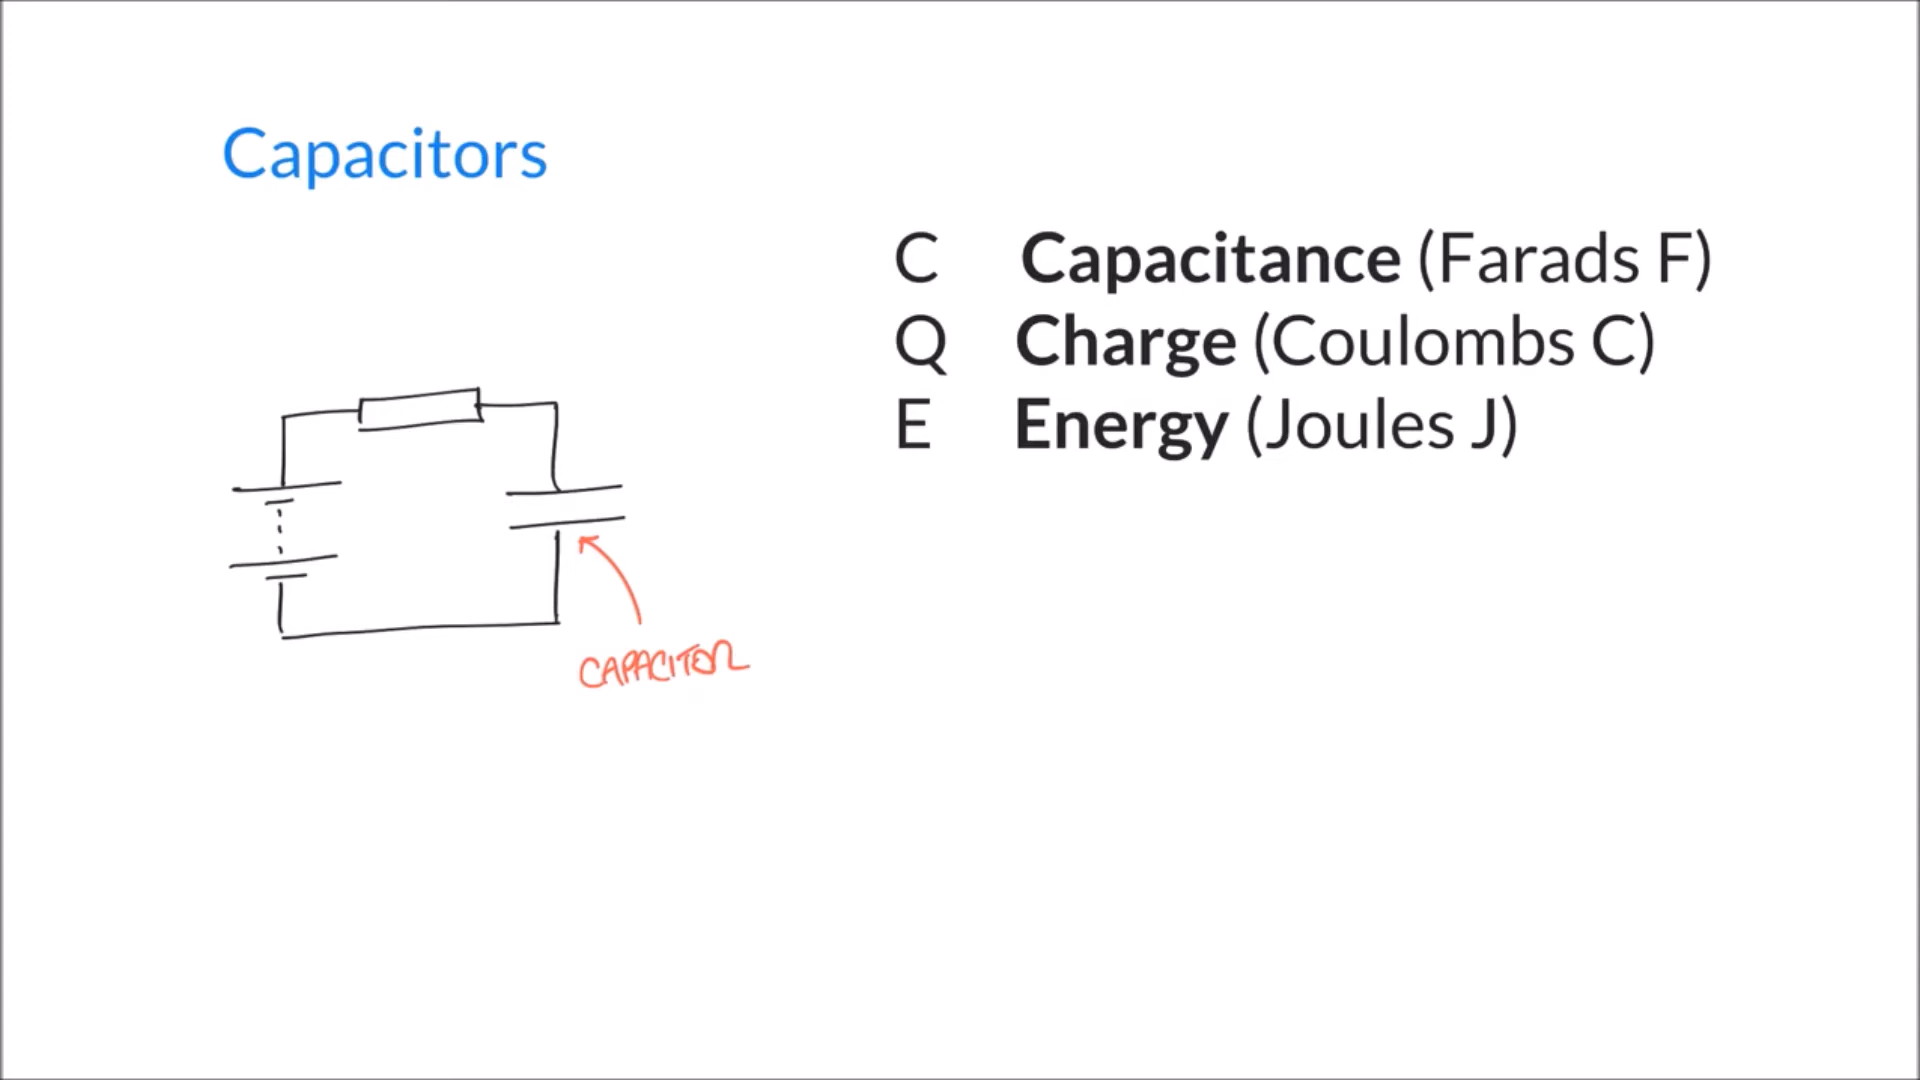 Capacitors
C Capacitance (Farads F)
Q Charge (Coulombs C)
E Energy (Joules J)
CAPACITOR